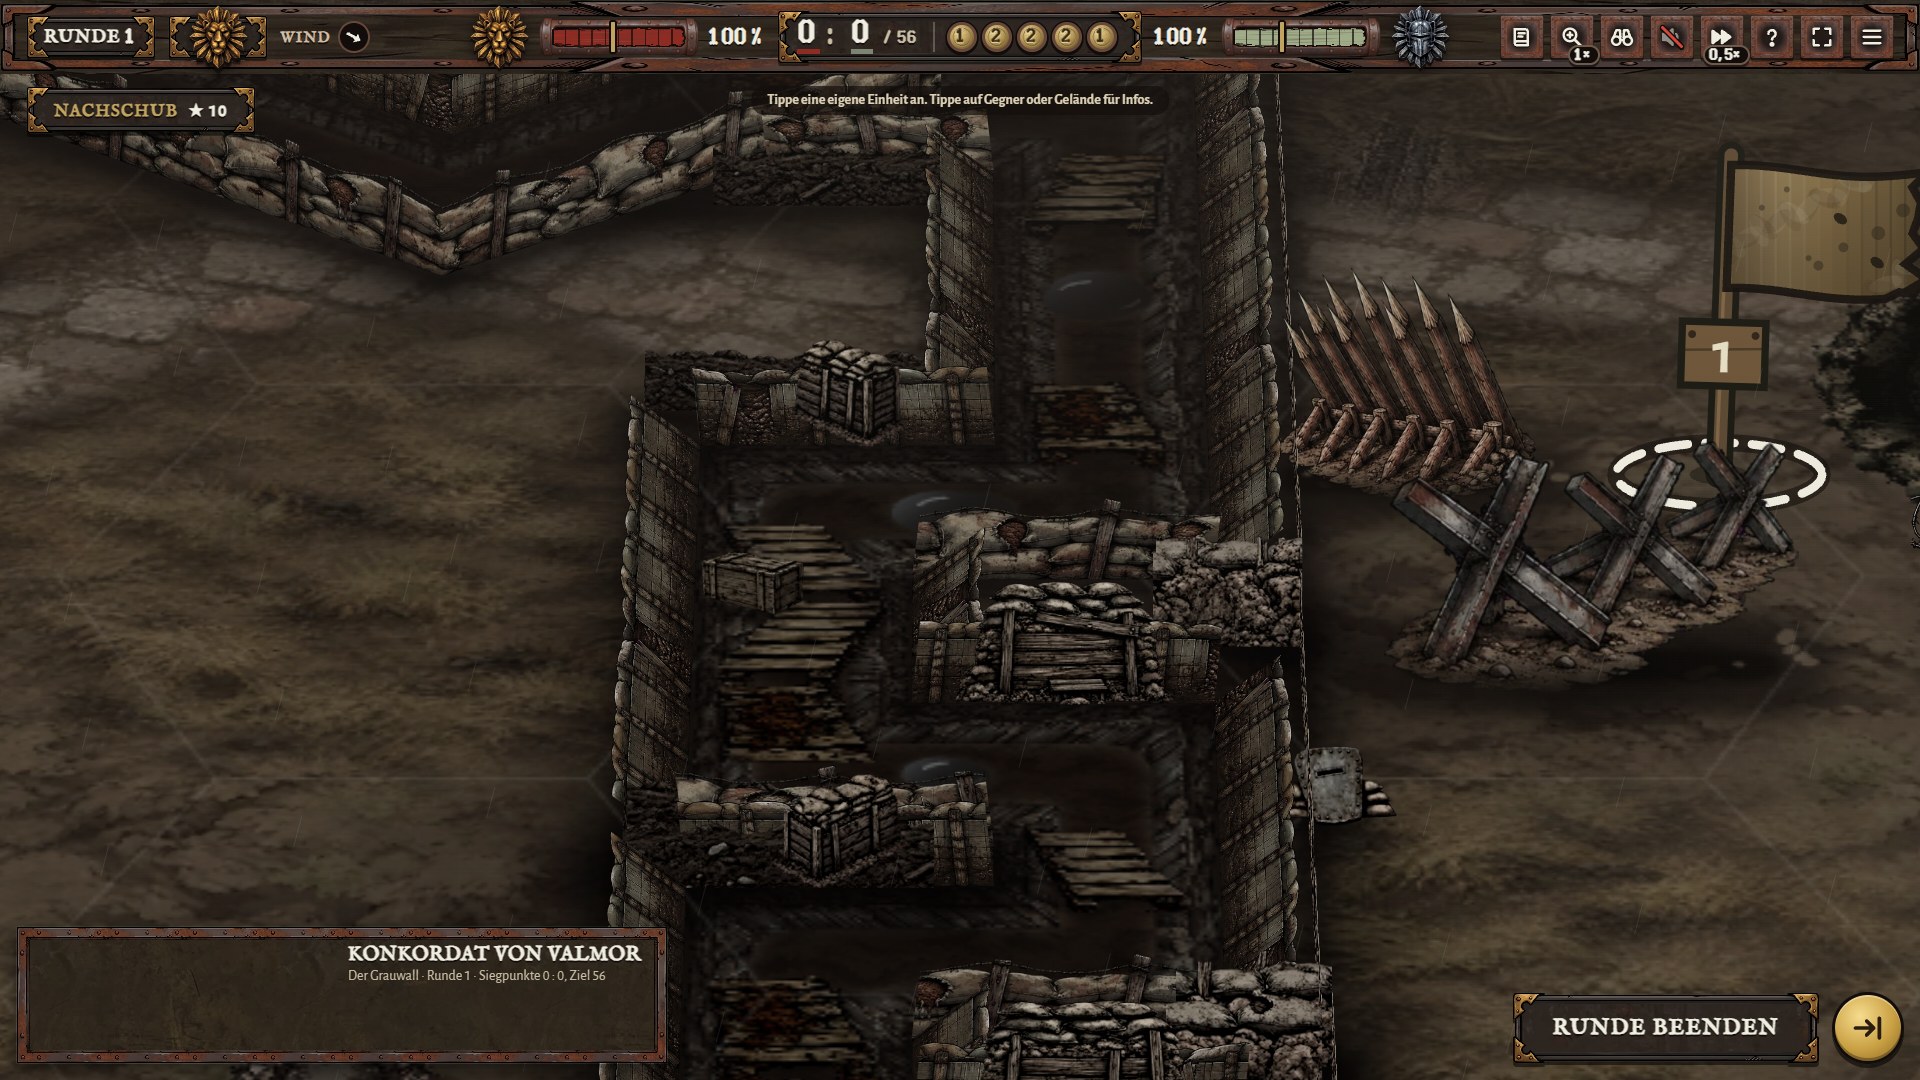 RUNDE 1
WIND
100%
0 : 0 / 56
1 2 2 2 1
100%
1×
0,5×
?
NACHSCHUB ★ 10
Tippe eine eigene Einheit an. Tippe auf Gegner oder Gelände für Infos.
1
KONKORDAT VON VALMOR
Der Grauwall · Runde 1 · Siegpunkte 0 : 0, Ziel 56
RUNDE BEENDEN